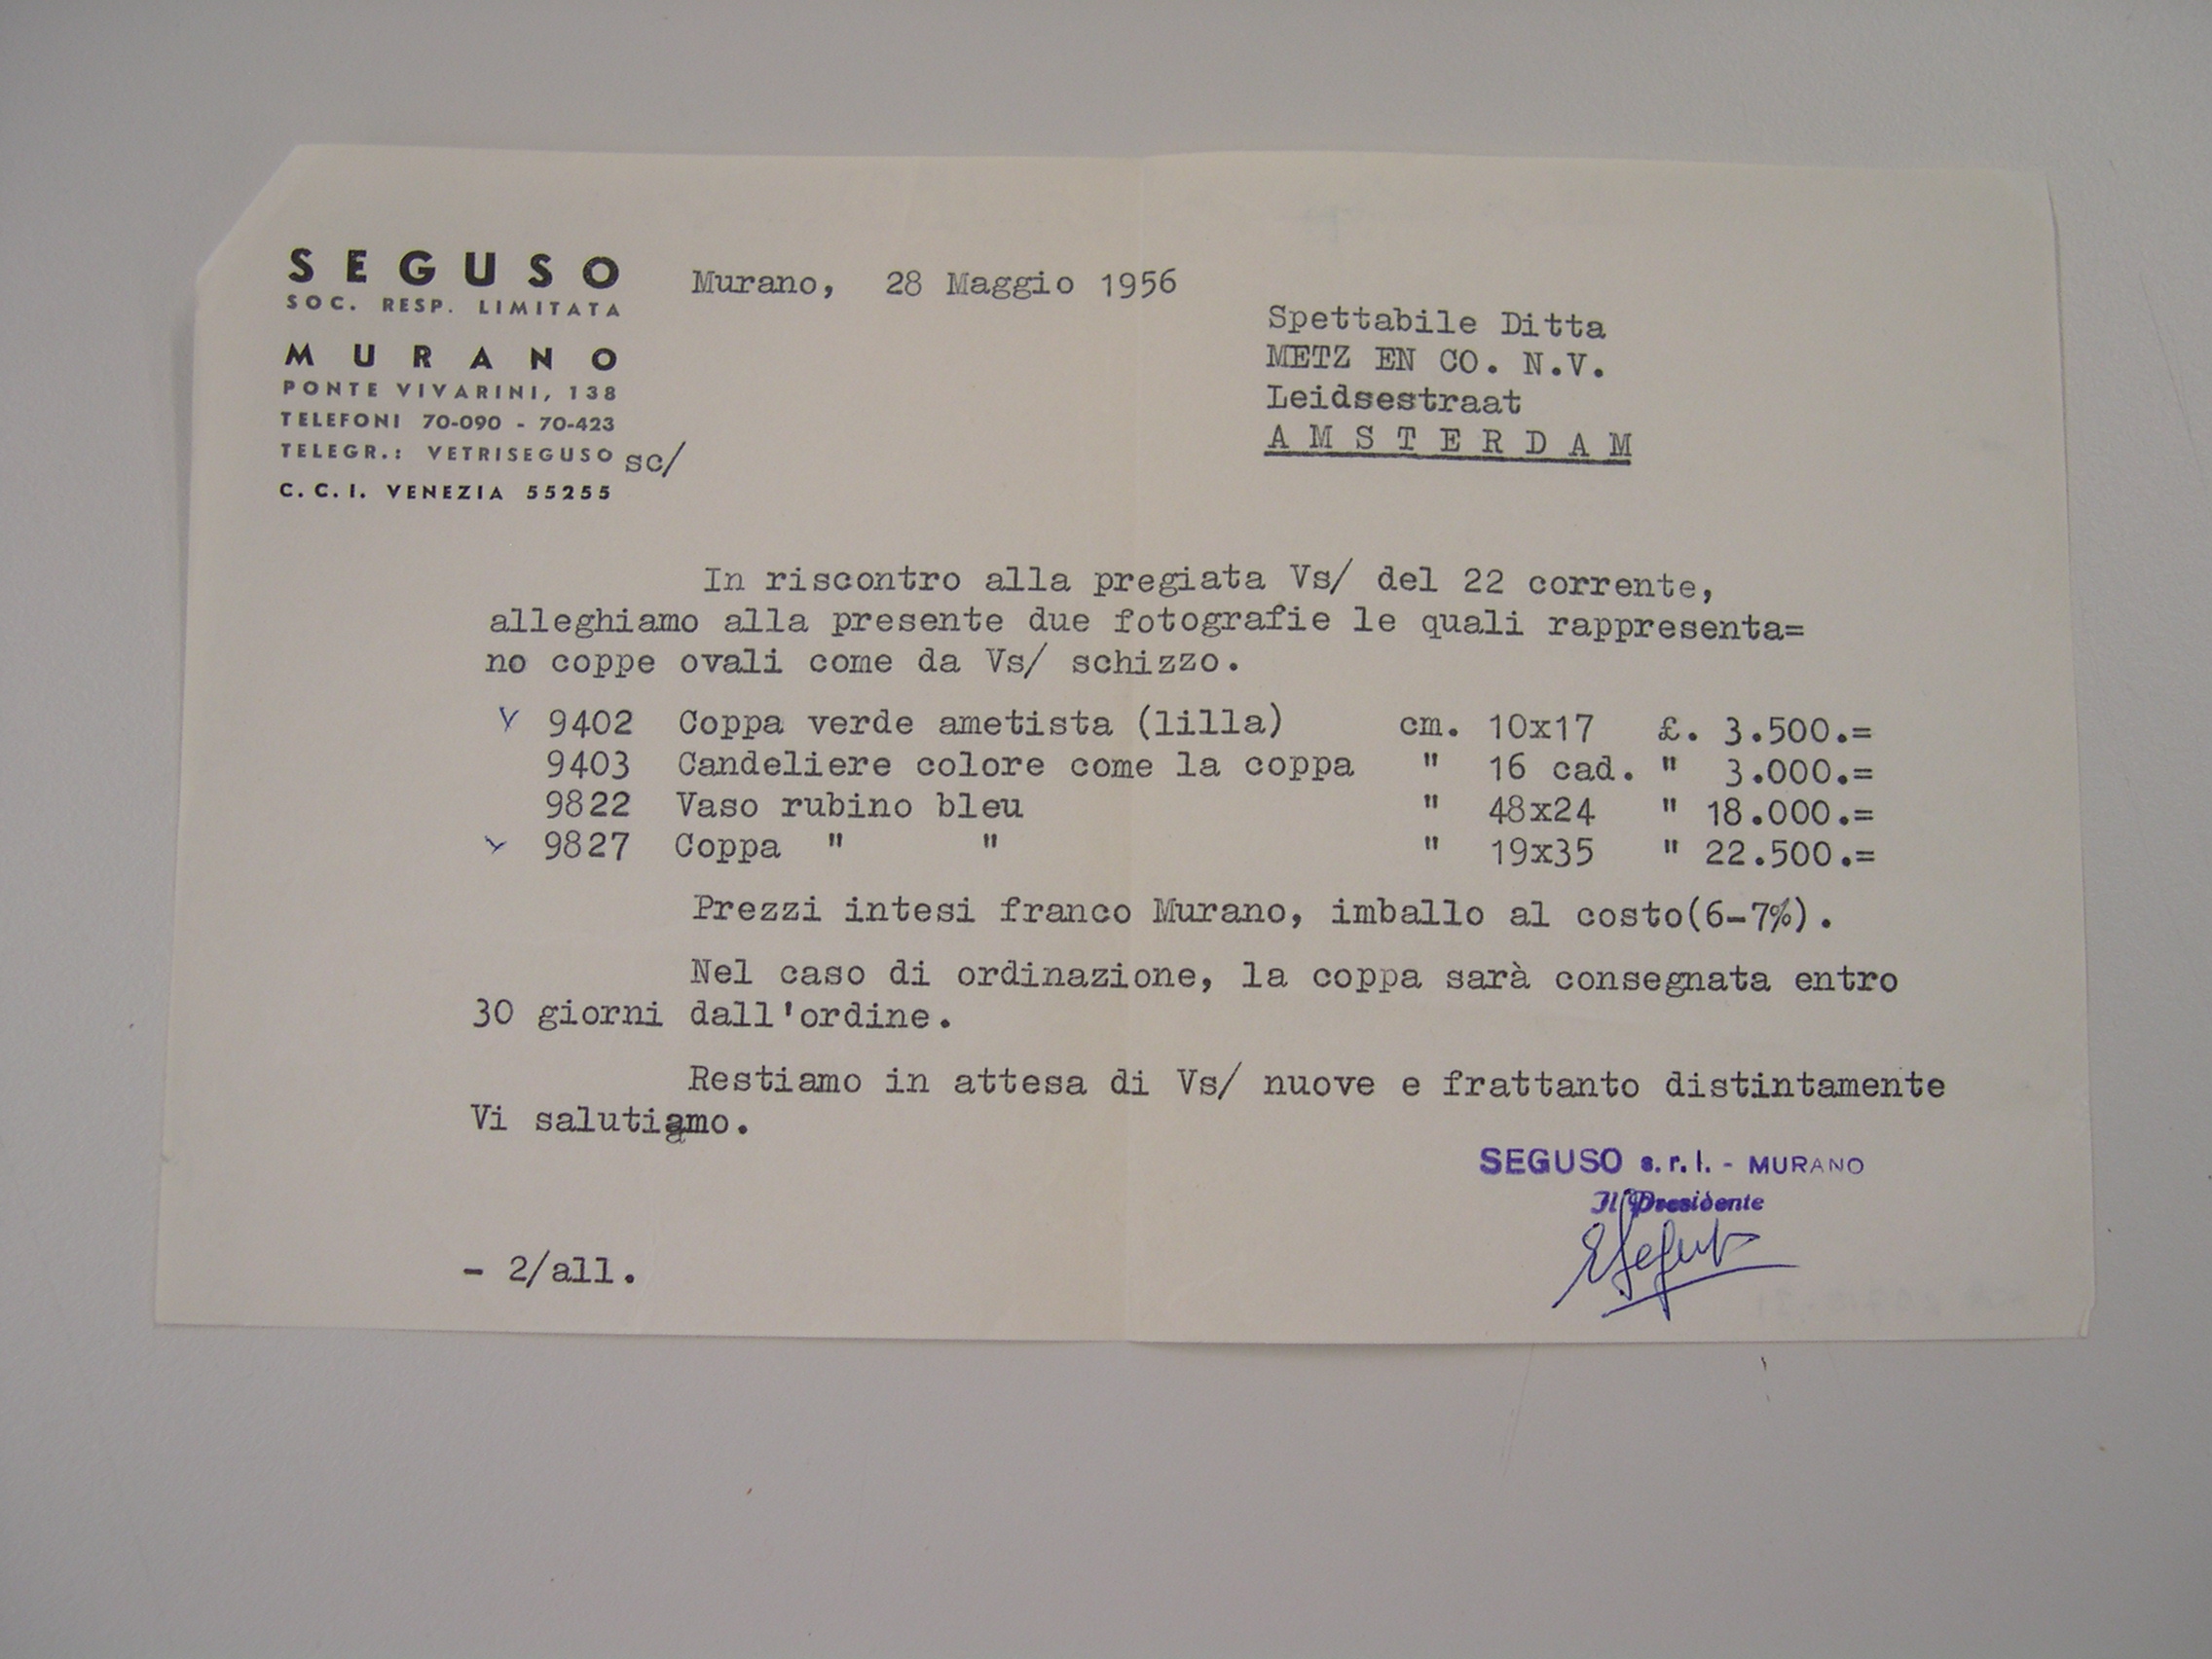 SEGUSO
SOC. RESP. LIMITATA
MURANO
PONTE VIVARINI, 138
TELEFONI 70-090 - 70-423
TELEGR.: VETRISEGUSO sc/
C. C. I. VENEZIA 55255
Murano, 28 Maggio 1956
Spettabile Ditta
METZ EN CO. N.V.
Leidsestraat
AMSTERDAM
In riscontro alla pregiata Vs/ del 22 corrente,
alleghiamo alla presente due fotografie le quali rappresenta=
no coppe ovali come da Vs/ schizzo.
9402 Coppa verde ametista (lilla) cm. 10x17 £. 3.500.=
9403 Candeliere colore come la coppa " 16 cad. " 3.000.=
9822 Vaso rubino bleu " 48x24 " 18.000.=
9827 Coppa " " " 19x35 " 22.500.=
Prezzi intesi franco Murano, imballo al costo(6-7%).
Nel caso di ordinazione, la coppa sarà consegnata entro
30 giorni dall'ordine.
Restiamo in attesa di Vs/ nuove e frattanto distintamente
Vi salutiamo.
SEGUSO s.r.l. - MURANO
Il Presidente
- 2/all.